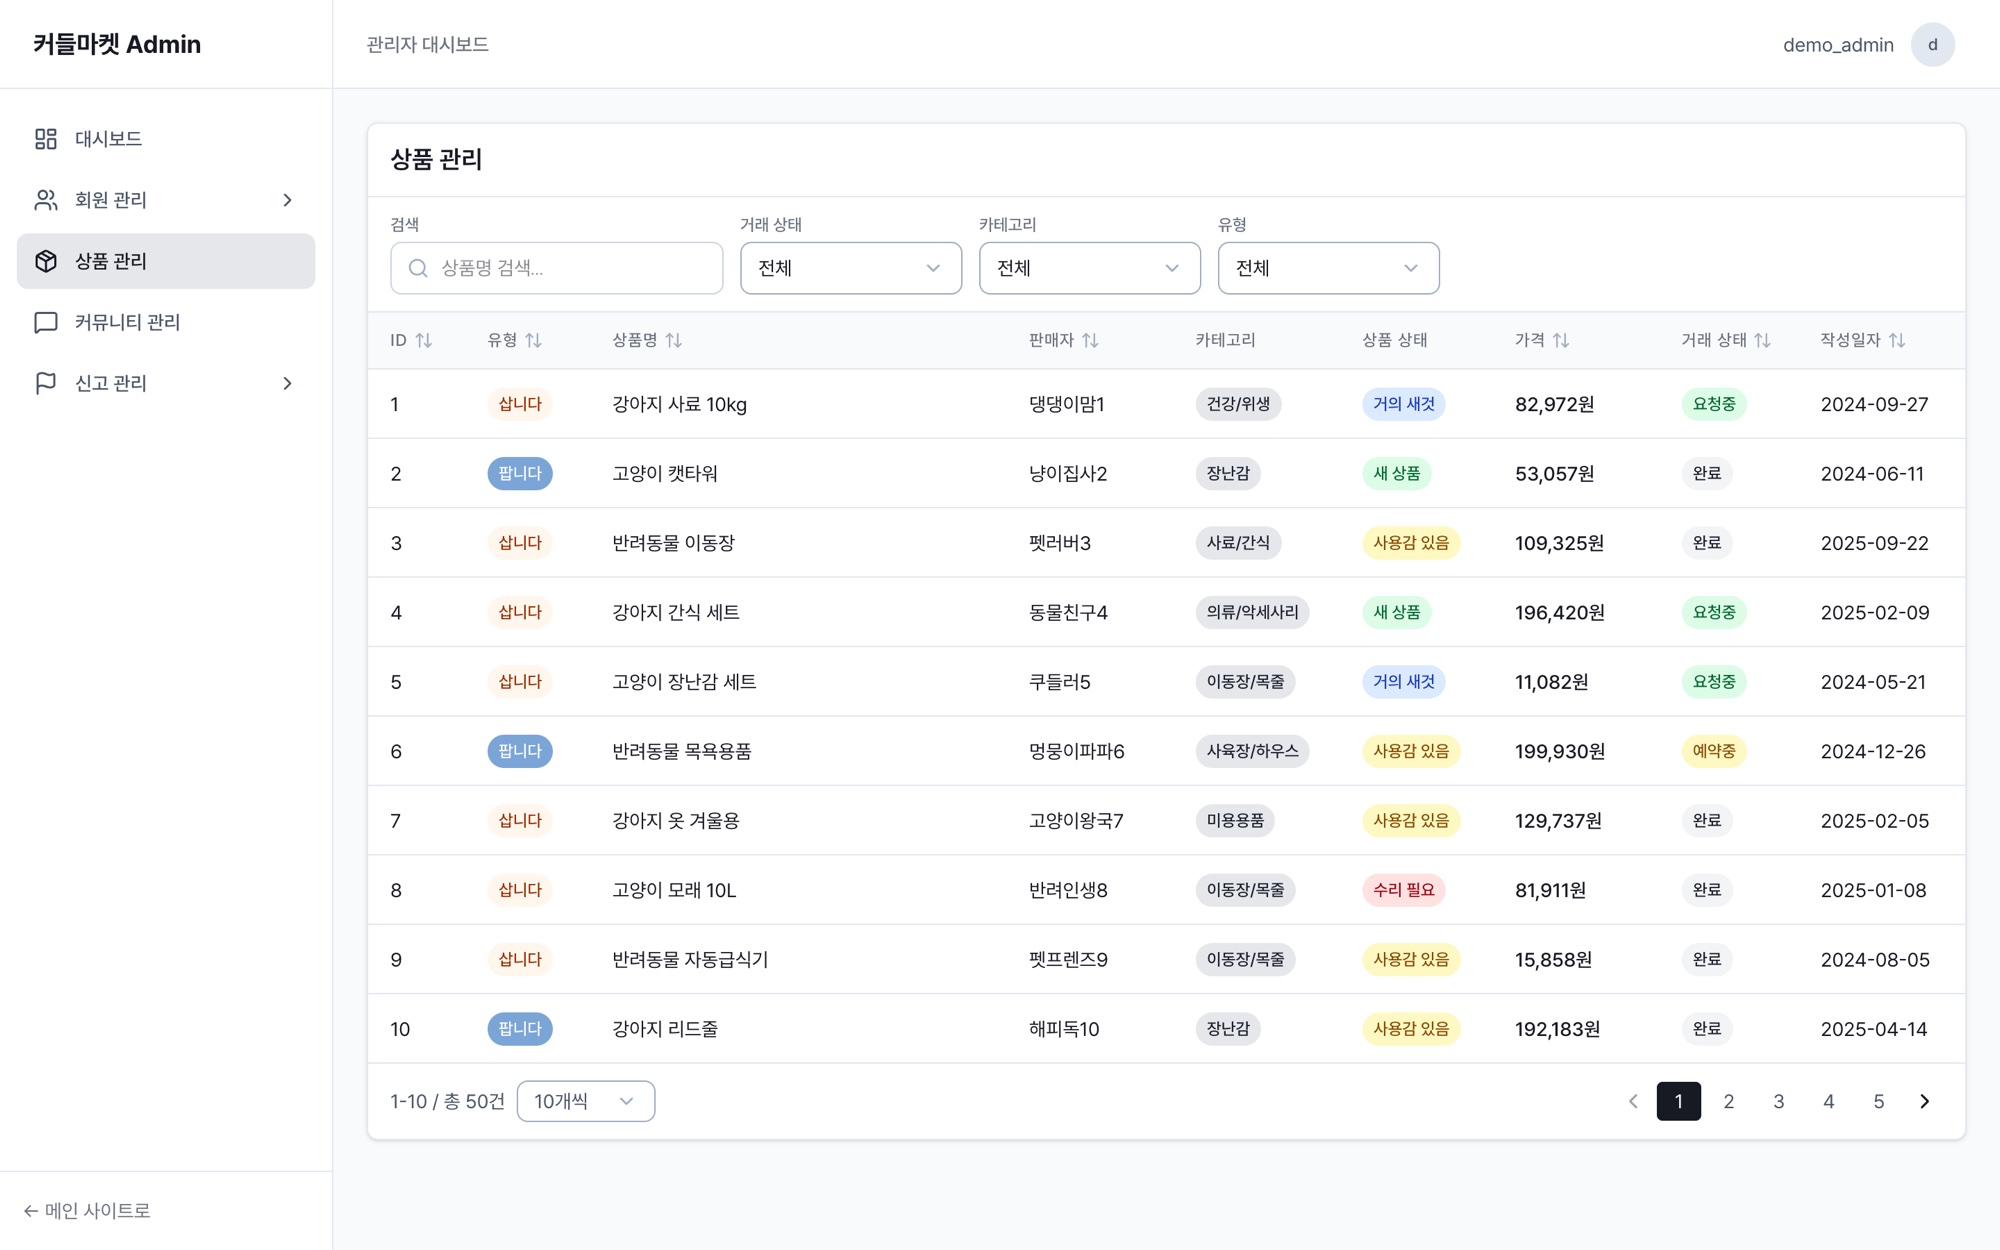 커들마켓 Admin
관리자 대시보드
demo_admin
d
대시보드
회원 관리
상품 관리
커뮤니티 관리
신고 관리
← 메인 사이트로
상품 관리
검색 거래 상태 카테고리 유형
상품명 검색... 전체 전체 전체
ID 유형 상품명 판매자 카테고리 상품 상태 가격 거래 상태 작성일자
1 삽니다 강아지 사료 10kg 댕댕이맘1 건강/위생 거의 새것 82,972원 요청중 2024-09-27
2 팝니다 고양이 캣타워 냥이집사2 장난감 새 상품 53,057원 완료 2024-06-11
3 삽니다 반려동물 이동장 펫러버3 사료/간식 사용감 있음 109,325원 완료 2025-09-22
4 삽니다 강아지 간식 세트 동물친구4 의류/악세사리 새 상품 196,420원 요청중 2025-02-09
5 삽니다 고양이 장난감 세트 쿠들러5 이동장/목줄 거의 새것 11,082원 요청중 2024-05-21
6 팝니다 반려동물 목욕용품 멍뭉이파파6 사육장/하우스 사용감 있음 199,930원 예약중 2024-12-26
7 삽니다 강아지 옷 겨울용 고양이왕국7 미용용품 사용감 있음 129,737원 완료 2025-02-05
8 삽니다 고양이 모래 10L 반려인생8 이동장/목줄 수리 필요 81,911원 완료 2025-01-08
9 삽니다 반려동물 자동급식기 펫프렌즈9 이동장/목줄 사용감 있음 15,858원 완료 2024-08-05
10 팝니다 강아지 리드줄 해피독10 장난감 사용감 있음 192,183원 완료 2025-04-14
1-10 / 총 50건 10개씩 1 2 3 4 5